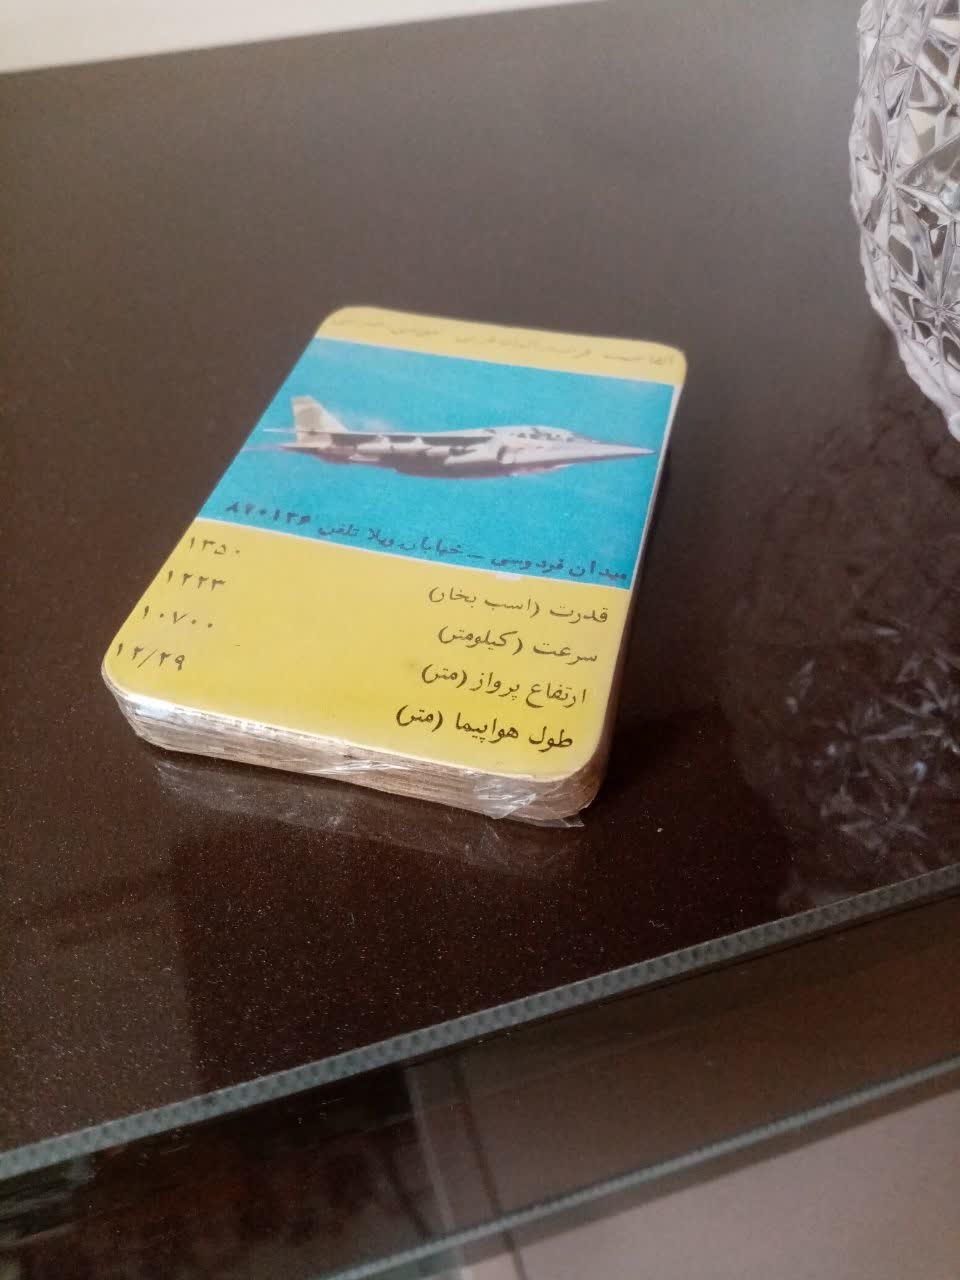 میدان فردوسی - خیابان ویلا تلفن ۸۲۰۱۲۶
قدرت (اسب بخار) ۱۳۵۰
سرعت (کیلومتر) ۱۲۲۳
ارتفاع پرواز (متر) ۱۰۷۰۰
طول هواپیما (متر) ۱۲/۲۹